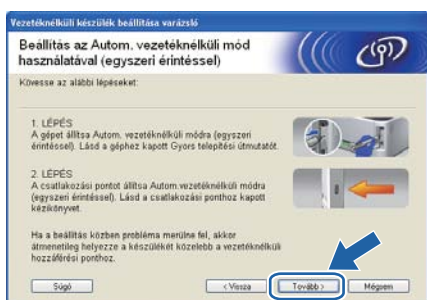 Vezetéknélküli készülék beállítása varázsló
Beállítás az Autom. vezetéknélküli mód
használatával (egyszeri érintéssel)
Kövesse az alábbi lépéseket:
1. LÉPÉS
A gépet állítsa Autom. vezetéknélküli módra (egyszeri
érintéssel). Lásd a géphez kapott Gyors telepítési útmutatót.
2. LÉPÉS
A csatlakozási pontot állítsa Autom.vezetéknélküli módra
(egyszeri érintéssel). Lásd a csatlakozási ponthoz kapott
kézikönyvet.
Ha a beállítás közben probléma merülne fel, akkor
átmenetileg helyezze a készülékét közelebb a vezetéknélküli
hozzáférési ponthoz.
Súgó
< Vissza
Tovább >
Mégsem